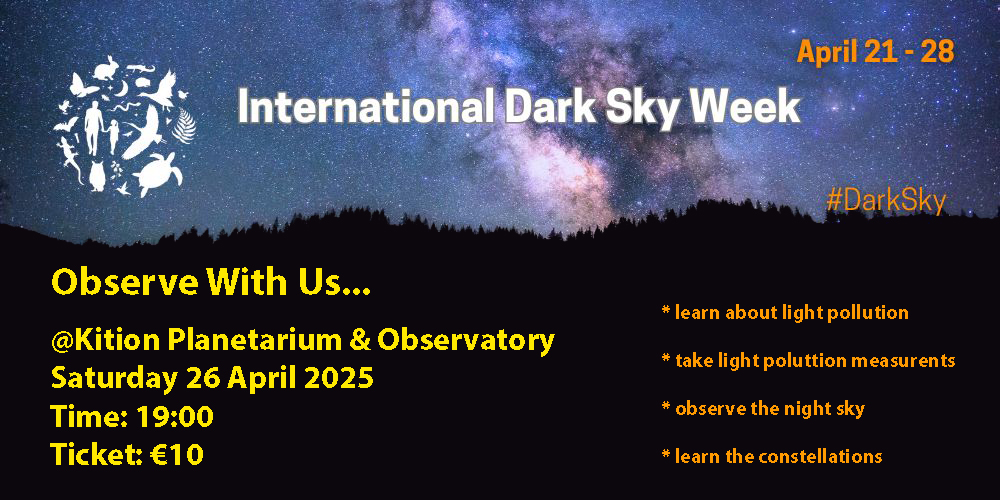 April 21 - 28
International Dark Sky Week
#DarkSky
Observe With Us...
@Kition Planetarium & Observatory
Saturday 26 April 2025
Time: 19:00
Ticket: €10
* learn about light pollution
* take light poluttion measurents
* observe the night sky
* learn the constellations